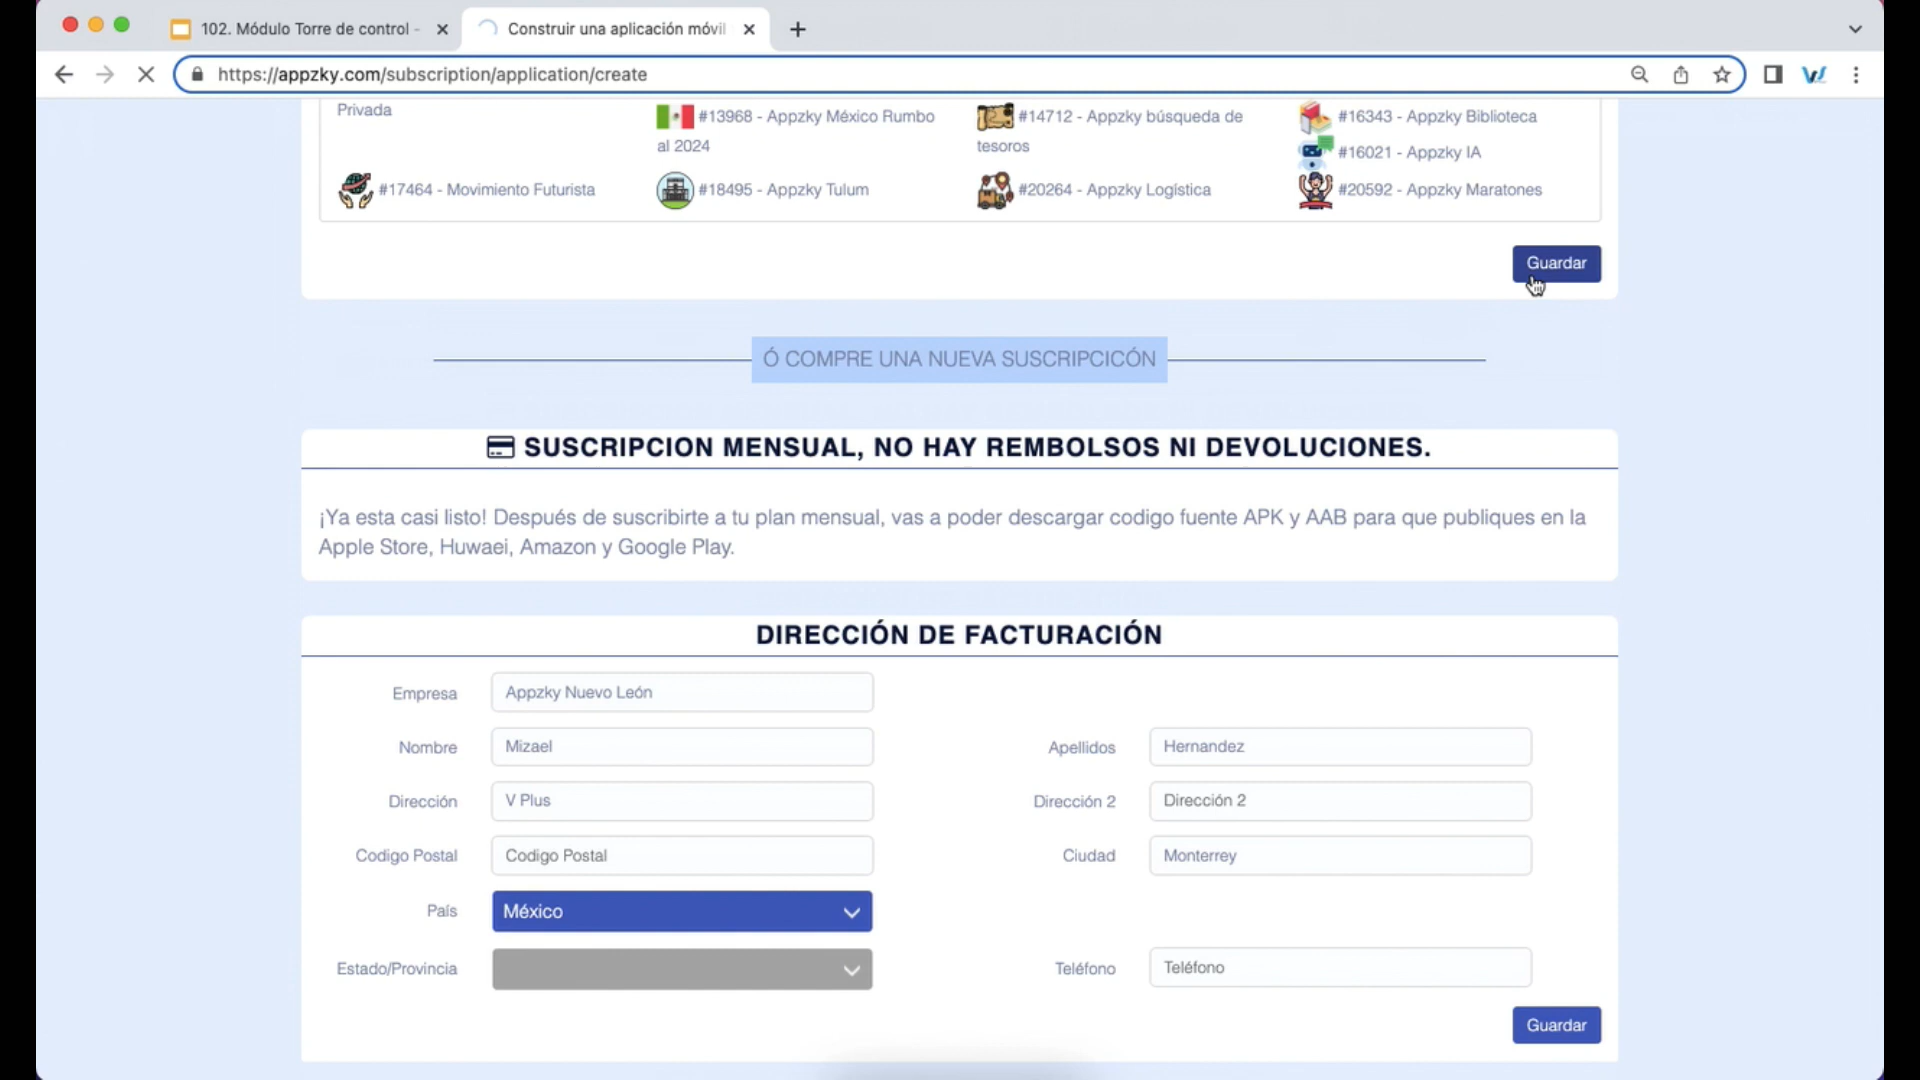 102. Módulo Torre de control -
Construir una aplicación móvil
https://appzky.com/subscription/application/create
Privada
#13968 - Appzky México Rumbo
al 2024
#14712 - Appzky búsqueda de
tesoros
#16343 - Appzky Biblioteca
#16021 - Appzky IA
#17464 - Movimiento Futurista
#18495 - Appzky Tulum
#20264 - Appzky Logística
#20592 - Appzky Maratones
Guardar
Ó COMPRE UNA NUEVA SUSCRIPCICÓN
SUSCRIPCION MENSUAL, NO HAY REMBOLSOS NI DEVOLUCIONES.
¡Ya esta casi listo! Después de suscribirte a tu plan mensual, vas a poder descargar codigo fuente APK y AAB para que publiques en la
Apple Store, Huwaei, Amazon y Google Play.
DIRECCIÓN DE FACTURACIÓN
Empresa Appzky Nuevo León
Nombre Mizael Apellidos Hernandez
Dirección V Plus Dirección 2 Dirección 2
Codigo Postal Codigo Postal Ciudad Monterrey
País México
Estado/Provincia Teléfono Teléfono
Guardar